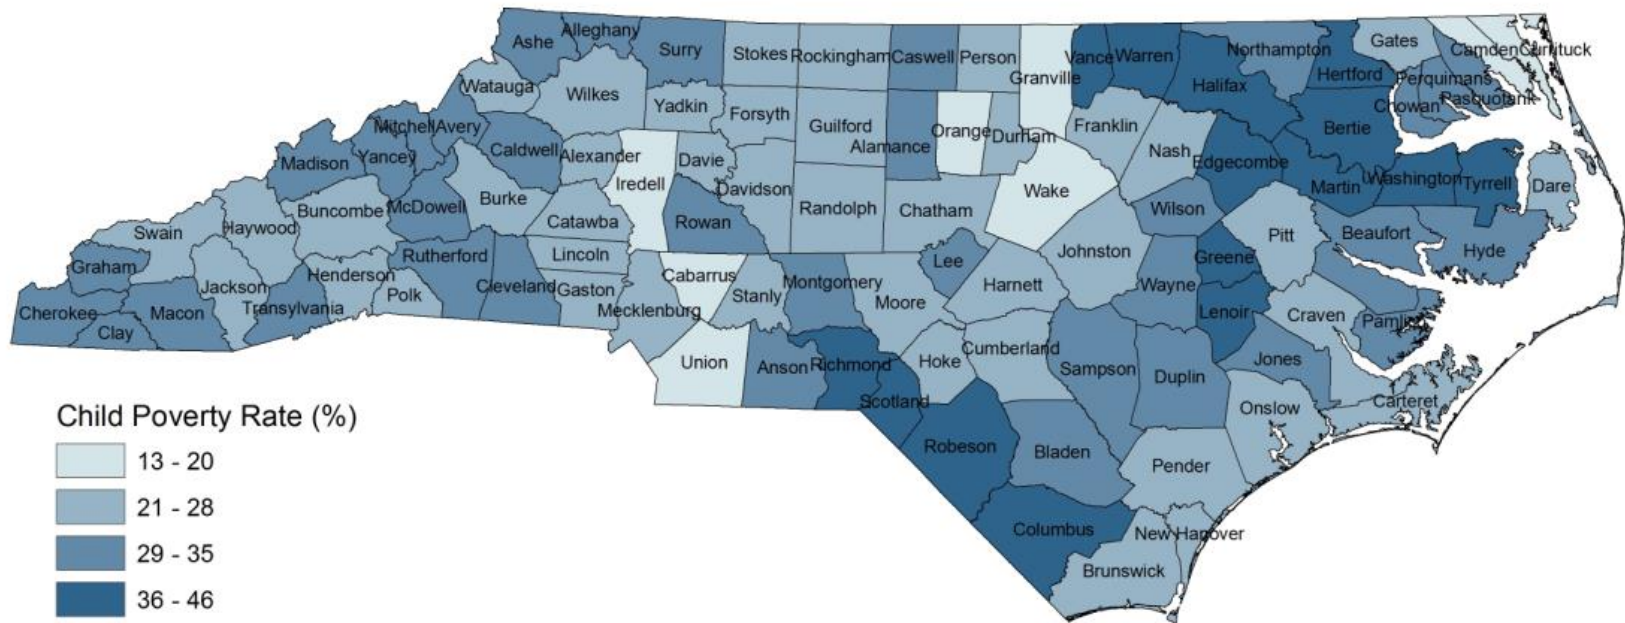 Ashe
Alleghany
Surry
Stokes
Rockingham
Caswell
Person
Granville
Vance
Warren
Northampton
Gates
Camden
Currituck
Halifax
Hertford
Perquimans
Pasquotank
Chowan
Watauga
Wilkes
Yadkin
Forsyth
Guilford
Alamance
Orange
Durham
Franklin
Nash
Bertie
Mitchell
Avery
Madison
Yancey
Caldwell
Alexander
Iredell
Davie
Davidson
Randolph
Chatham
Wake
Edgecombe
Martin
Washington
Tyrrell
Dare
Buncombe
McDowell
Burke
Catawba
Rowan
Wilson
Pitt
Beaufort
Hyde
Swain
Haywood
Graham
Jackson
Henderson
Rutherford
Polk
Cleveland
Lincoln
Gaston
Cabarrus
Stanly
Montgomery
Lee
Moore
Harnett
Johnston
Wayne
Greene
Lenoir
Craven
Pamlico
Cherokee
Clay
Macon
Transylvania
Mecklenburg
Union
Anson
Richmond
Scotland
Hoke
Cumberland
Sampson
Duplin
Jones
Onslow
Carteret
Robeson
Bladen
Pender
Columbus
New Hanover
Brunswick
Child Poverty Rate (%)
13 - 20
21 - 28
29 - 35
36 - 46